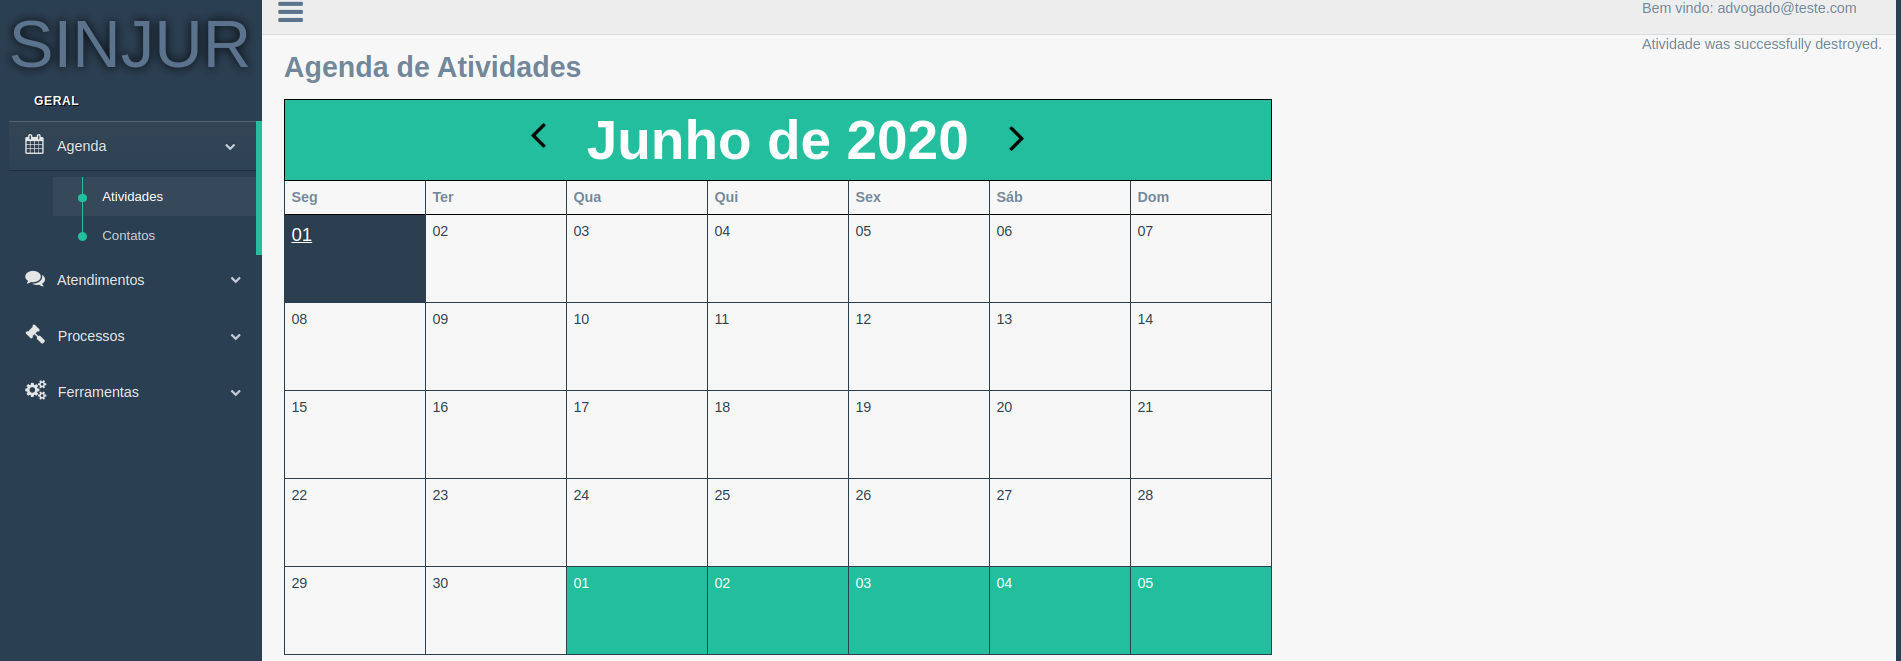 SINJUR
GERAL
Agenda
Atividades
Contatos
Atendimentos
Processos
Ferramentas
Bem vindo: advogado@teste.com
Atividade was successfully destroyed.
Agenda de Atividades
Junho de 2020
Seg Ter Qua Qui Sex Sáb Dom
01 02 03 04 05 06 07
08 09 10 11 12 13 14
15 16 17 18 19 20 21
22 23 24 25 26 27 28
29 30 01 02 03 04 05